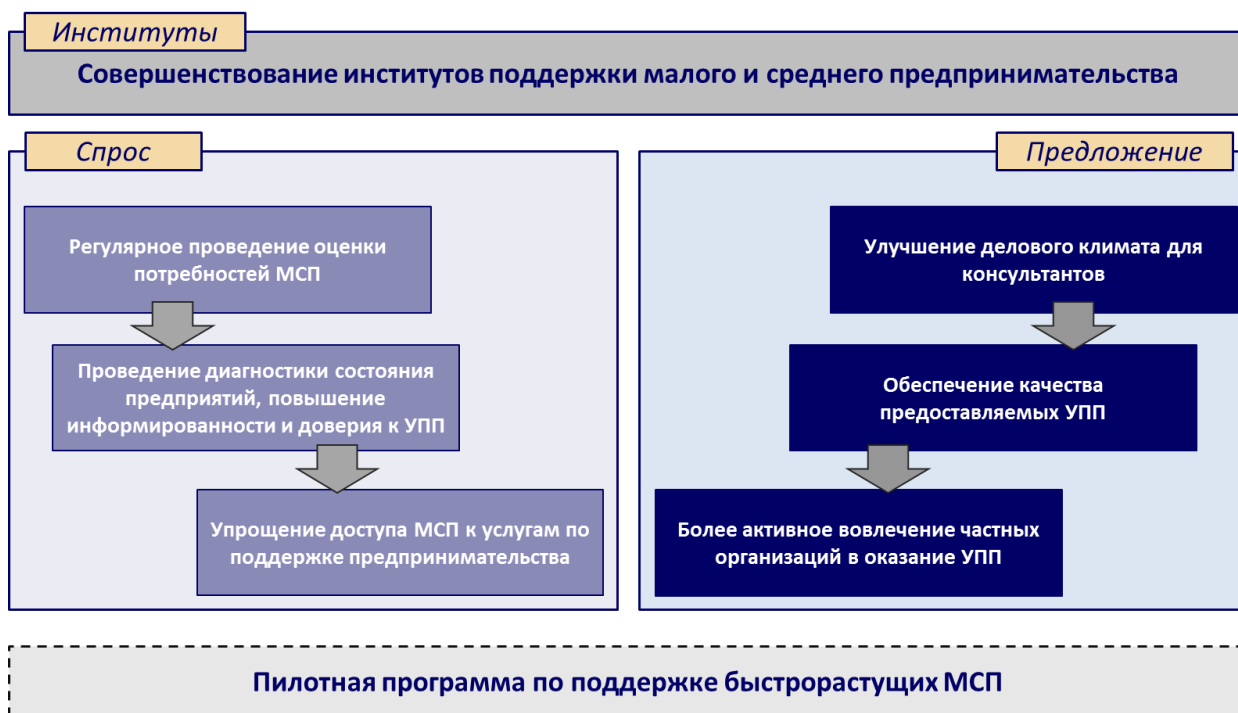 Институты
Совершенствование институтов поддержки малого и среднего предпринимательства
Спрос
Регулярное проведение оценки
потребностей МСП
Проведение диагностики состояния
предприятий, повышение
информированности и доверия к УПП
Упрощение доступа МСП к услугам по
поддержке предпринимательства
Предложение
Улучшение делового климата для
консультантов
Обеспечение качества
предоставляемых УПП
Более активное вовлечение частных
организаций в оказание УПП
Пилотная программа по поддержке быстрорастущих МСП